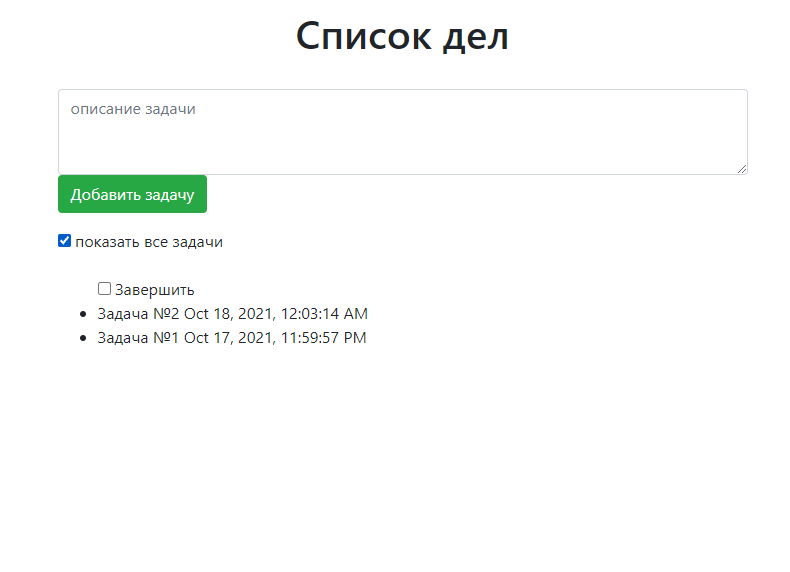 Список дел
описание задачи
Добавить задачу
показать все задачи
Завершить
Задача №2 Oct 18, 2021, 12:03:14 AM
Задача №1 Oct 17, 2021, 11:59:57 PM